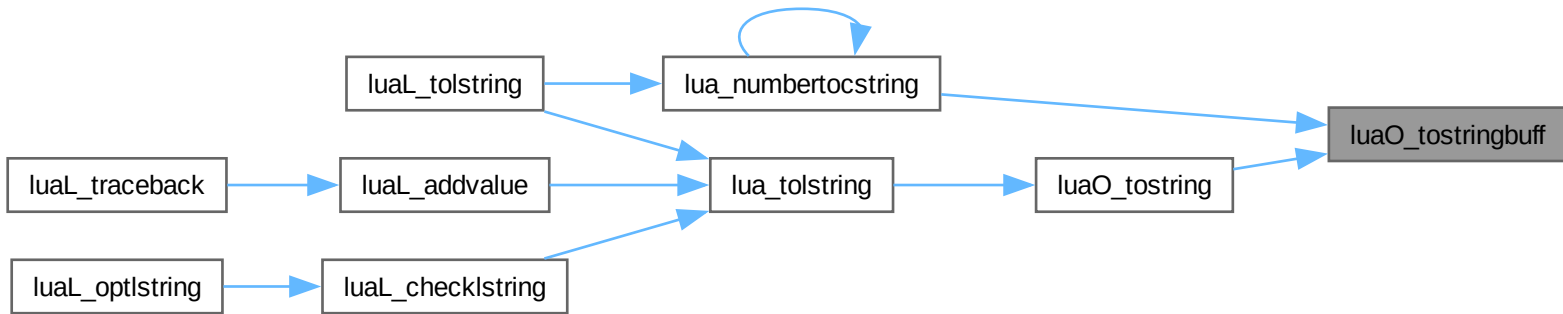 luaL_tolstring
lua_numbertocstring
luaO_tostringbuff
luaL_traceback
luaL_addvalue
lua_tolstring
luaO_tostring
luaL_optlstring
luaL_checklstring